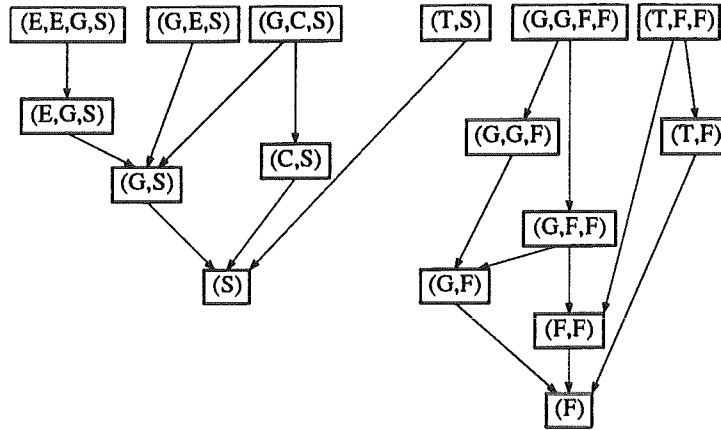 (E,E,G,S)
(G,E,S)
(G,C,S)
(T,S)
(G,G,F,F)
(T,F,F)
(E,G,S)
(G,G,F)
(T,F)
(C,S)
(G,S)
(G,F,F)
(S)
(G,F)
(F,F)
(F)